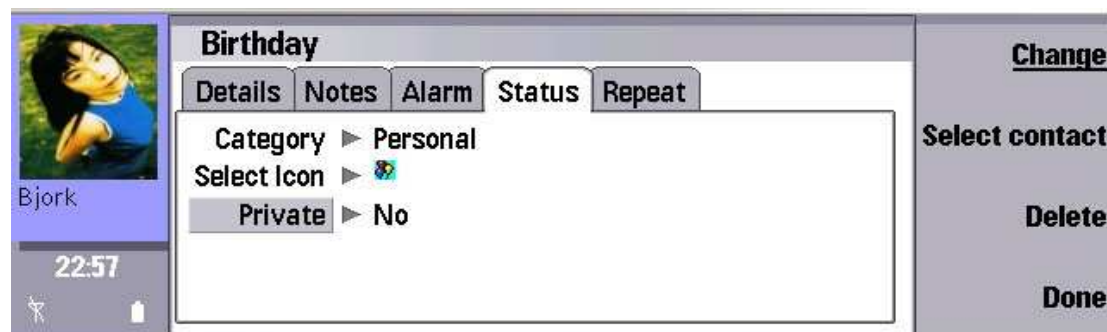 Birthday
Details Notes Alarm Status Repeat
Category Personal
Select Icon
Private No
Bjork
22:57
Change
Select contact
Delete
Done